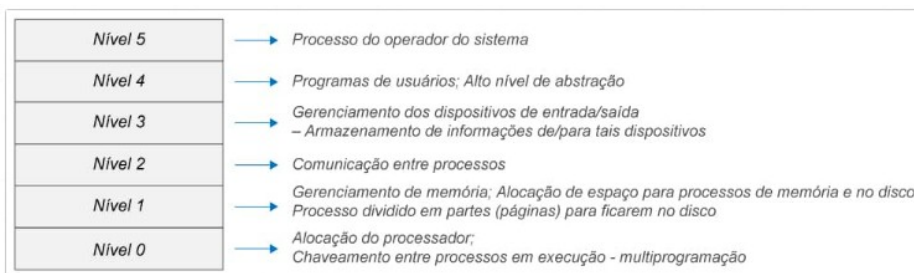 Nível 5
Processo do operador do sistema
Nível 4
Programas de usuários; Alto nível de abstração
Nível 3
Gerenciamento dos dispositivos de entrada/saída
– Armazenamento de informações de/para tais dispositivos
Nível 2
Comunicação entre processos
Nível 1
Gerenciamento de memória; Alocação de espaço para processos de memória e no disco
Processo dividido em partes (páginas) para ficarem no disco
Nível 0
Alocação do processador;
Chaveamento entre processos em execução - multiprogramação